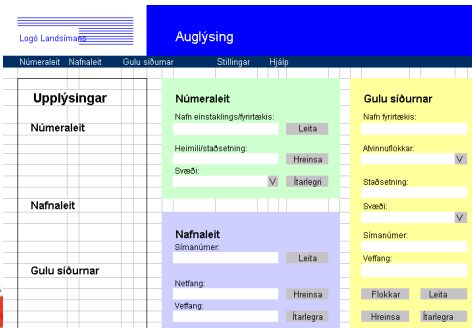 Logó Landsímans
Auglýsing
Númeraleit Nafnaleit Gulu síðurnar Stillingar Hjálp
Upplýsingar
Númeraleit
Nafnaleit
Gulu síðurnar
Númeraleit
Nafn einstaklings/fyrirtækis:
Leita
Heimili/staðsetning:
Hreinsa
Svæði:
V
Ítarlegri
Nafnaleit
Símanúmer:
Leita
Netfang:
Hreinsa
Veffang:
Ítarlegra
Gulu síðurnar
Nafn fyrirtækis:
Atvinnuflokkar:
V
Staðsetning:
Svæði:
V
Símanúmer:
Veffang:
Flokkar Leita
Hreinsa Ítarlegra